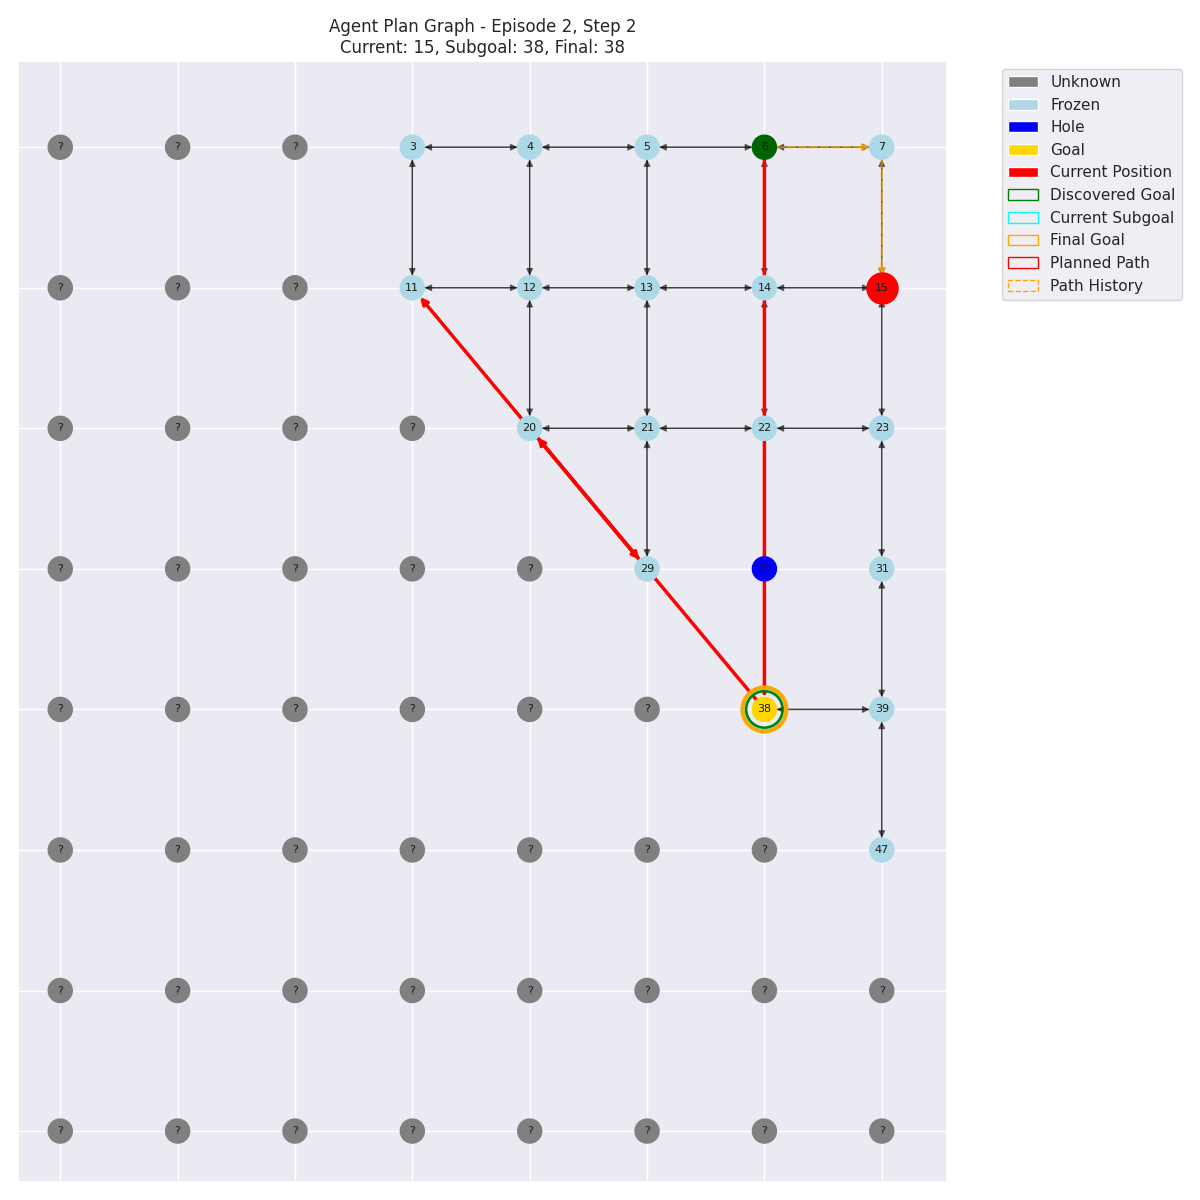 Agent Plan Graph - Episode 2, Step 2
Current: 15, Subgoal: 38, Final: 38
? ? ? 3 4 5 6 7
? ? ? 11 12 13 14 15
? ? ? ? 20 21 22 23
? ? ? ? ? 29 30 31
? ? ? ? ? ? 38 39
? ? ? ? ? ? ? 47
? ? ? ? ? ? ? ?
? ? ? ? ? ? ? ?
Unknown
Frozen
Hole
Goal
Current Position
Discovered Goal
Current Subgoal
Final Goal
Planned Path
Path History